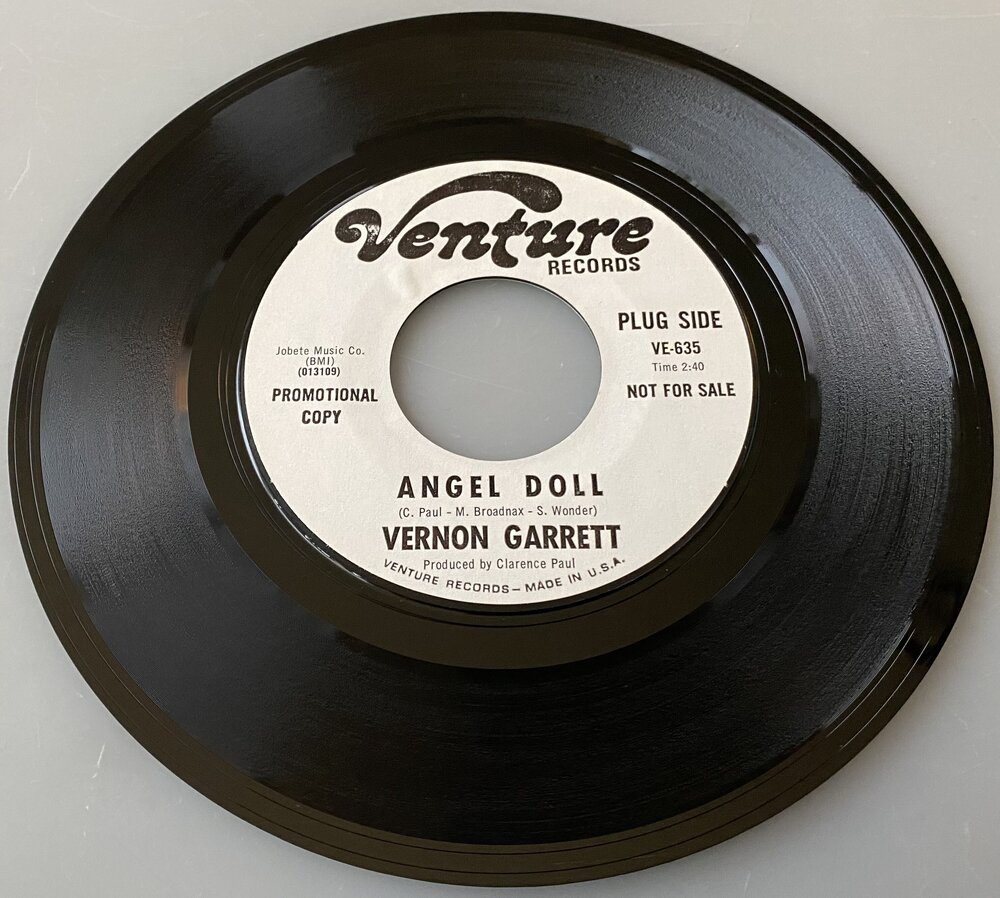 Venture
RECORDS
PLUG SIDE
VE-635
Time 2:40
NOT FOR SALE
Jobete Music Co.
(BMI)
(013109)
PROMOTIONAL
COPY
ANGEL DOLL
(C. Paul - M. Broadnax - S. Wonder)
VERNON GARRETT
Produced by Clarence Paul
VENTURE RECORDS — MADE IN U.S.A.